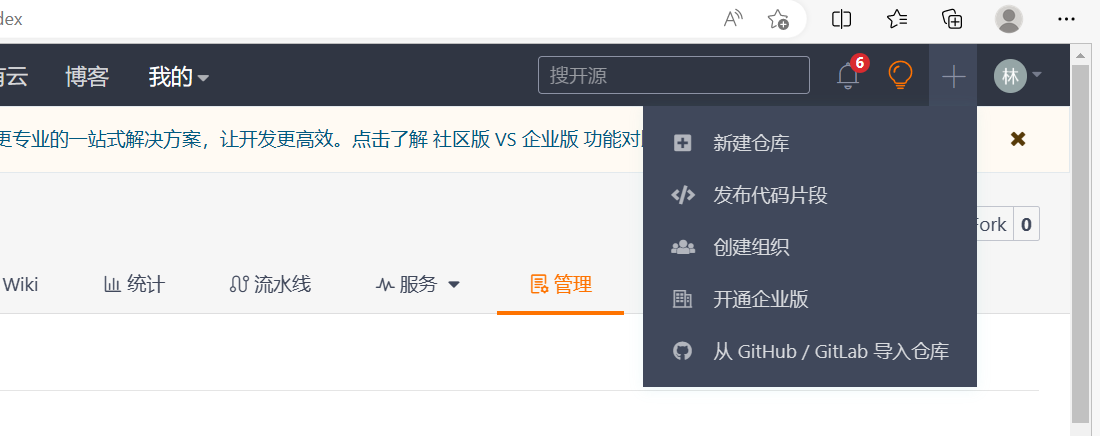 dex
有云 博客 我的 搜开源 6 林
更专业的一站式解决方案，让开发更高效。点击了解 社区版 VS 企业版 功能对
新建仓库
发布代码片段
Fork 0
创建组织
Wiki 统计 流水线 服务 管理
开通企业版
从 GitHub / GitLab 导入仓库